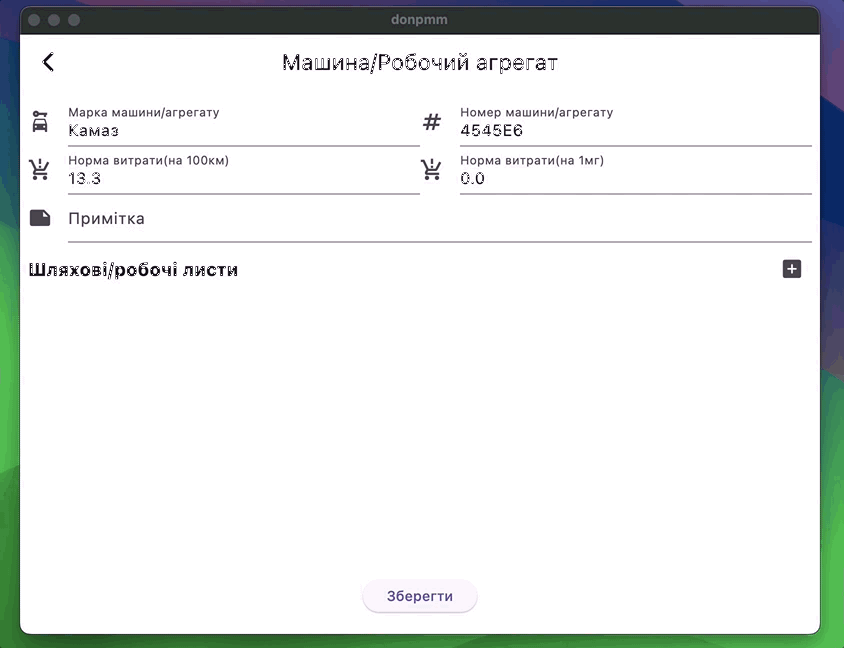 donpmm
Машина/Робочий агрегат
Марка машини/агрегату
Камаз
Номер машини/агрегату
4545Е6
Норма витрати(на 100км)
13.3
Норма витрати(на 1мг)
0.0
Примітка
Шляхові/робочі листи
Зберегти